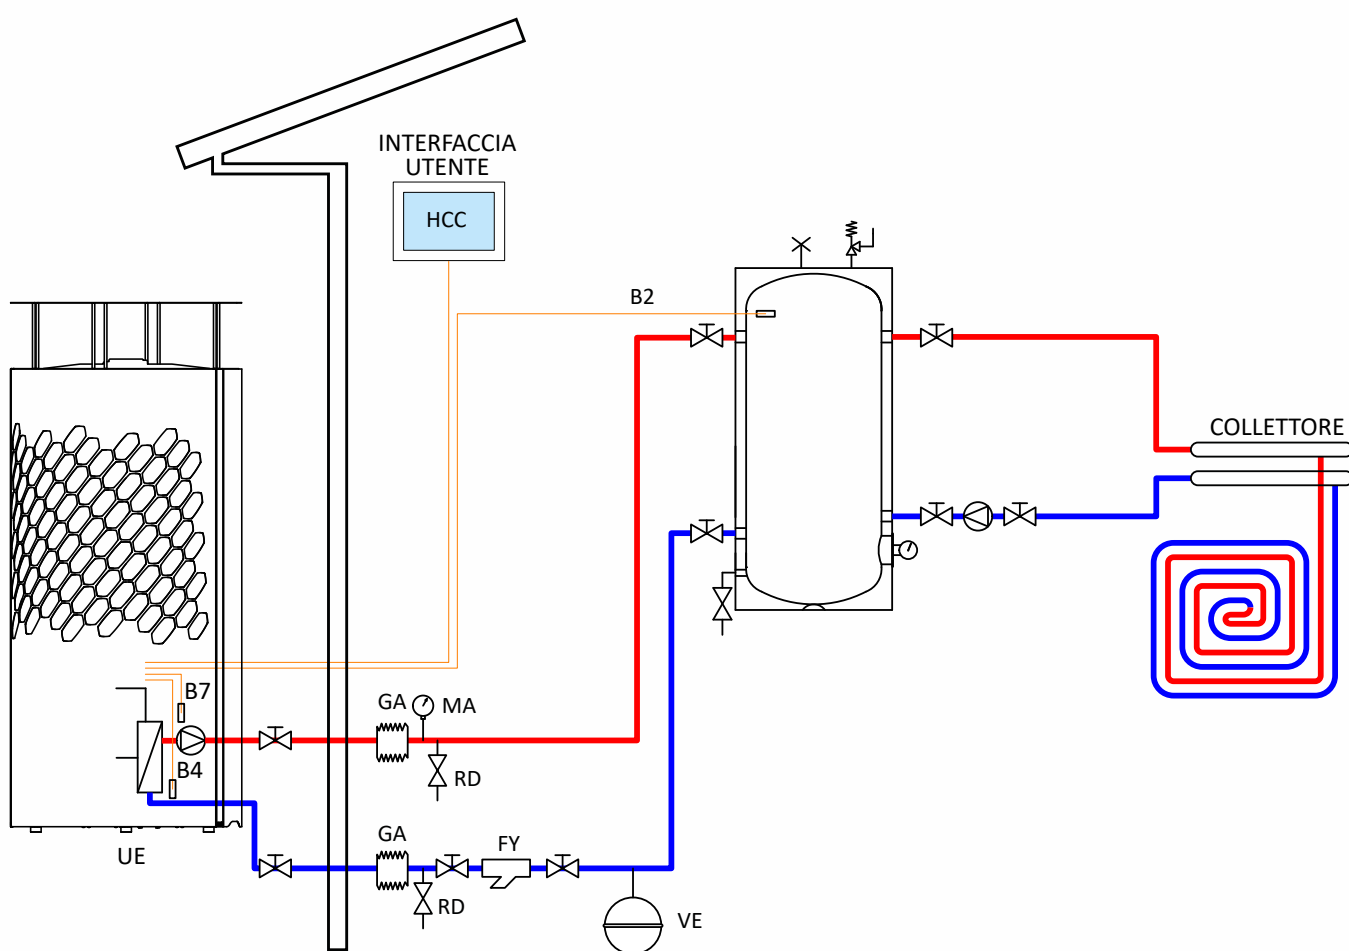 INTERFACCIA
UTENTE
HCC
B2
COLLETTORE
B7
GA
MA
B4
RD
GA
FY
UE
RD
VE